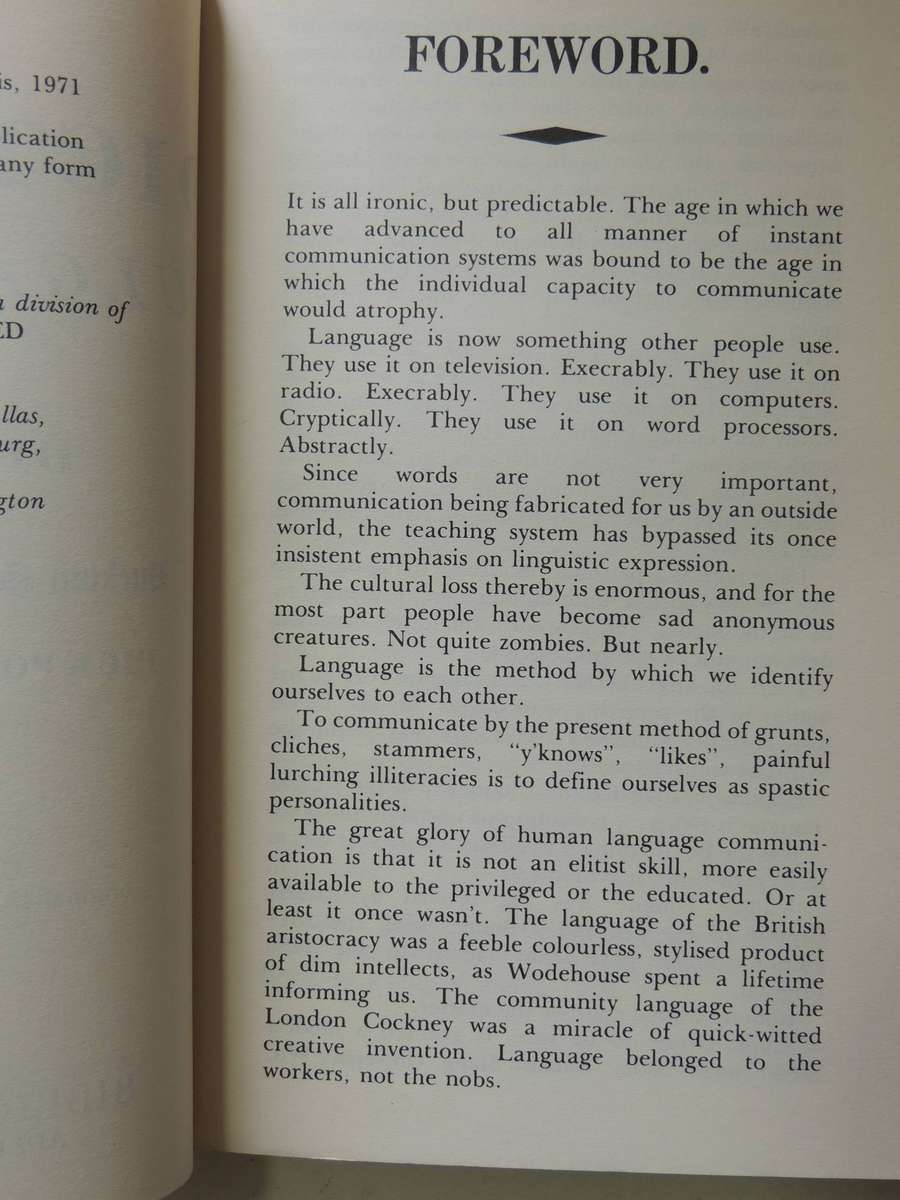 is, 1971
lication
any form
a division of
ED
llas,
urg,
gton
FOREWORD.
It is all ironic, but predictable. The age in which we
have advanced to all manner of instant
communication systems was bound to be the age in
which the individual capacity to communicate
would atrophy.
Language is now something other people use.
They use it on television. Execrably. They use it on
radio. Execrably. They use it on computers.
Cryptically. They use it on word processors.
Abstractly.
Since words are not very important,
communication being fabricated for us by an outside
world, the teaching system has bypassed its once
insistent emphasis on linguistic expression.
The cultural loss thereby is enormous, and for the
most part people have become sad anonymous
creatures. Not quite zombies. But nearly.
Language is the method by which we identify
ourselves to each other.
To communicate by the present method of grunts,
cliches, stammers, “y'knows”, “likes”, painful
lurching illiteracies is to define ourselves as spastic
personalities.
The great glory of human language communi-
cation is that it is not an elitist skill, more easily
available to the privileged or the educated. Or at
least it once wasn't. The language of the British
aristocracy was a feeble colourless, stylised product
of dim intellects, as Wodehouse spent a lifetime
informing us. The community language of the
London Cockney was a miracle of quick-witted
creative invention. Language belonged to the
workers, not the nobs.